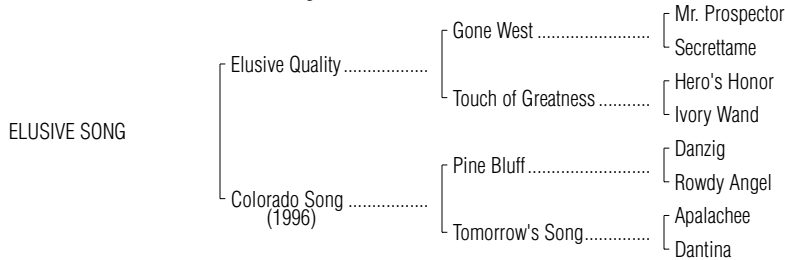 Mr. Prospector
Gone West ........................
Secrettame
Elusive Quality ..................
Hero's Honor
Touch of Greatness ...........
Ivory Wand
ELUSIVE SONG
Danzig
Pine Bluff ..........................
Rowdy Angel
Colorado Song .................
(1996)
Apalachee
Tomorrow's Song ..............
Dantina